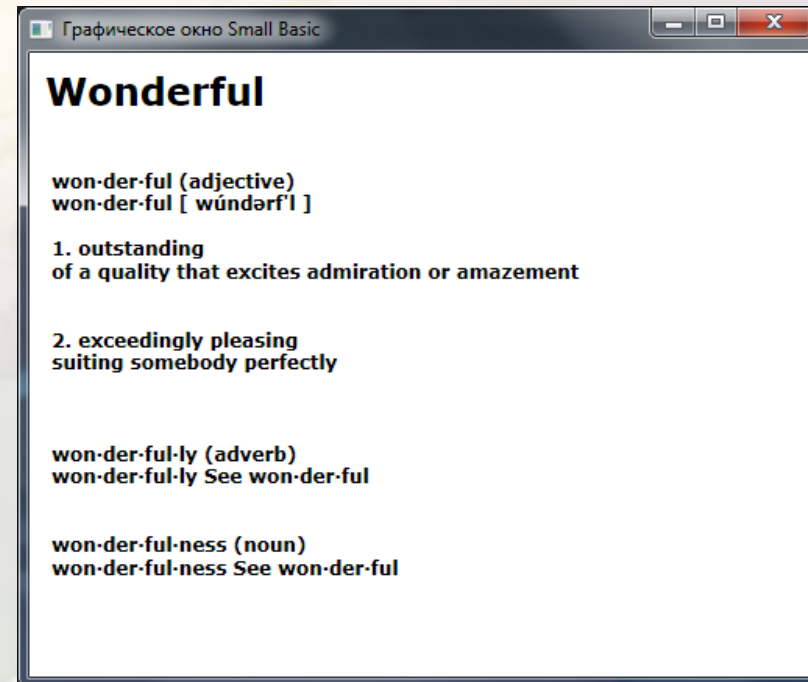 Графическое окно Small Basic
Wonderful
won·der·ful (adjective)
won·der·ful [ wúndərf'l ]
1. outstanding
of a quality that excites admiration or amazement
2. exceedingly pleasing
suiting somebody perfectly
won·der·ful·ly (adverb)
won·der·ful·ly See won·der·ful
won·der·ful·ness (noun)
won·der·ful·ness See won·der·ful